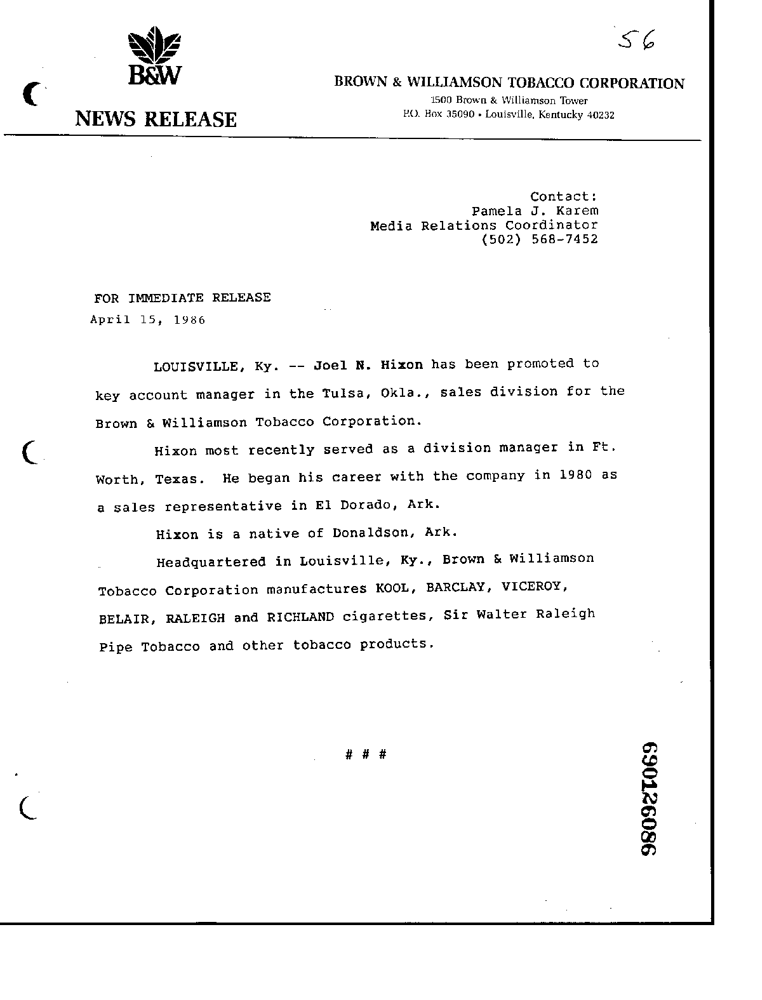 56
B&W
BROWN & WILLIAMSON TOBACCO CORPORATION
1500 Brown & Williamson Tower
P.O. Box 35090 • Louisville, Kentucky 40232
NEWS RELEASE
Contact:
Pamela J. Karem
Media Relations Coordinator
(502) 568-7452
FOR IMMEDIATE RELEASE
April 15, 1986
LOUISVILLE, Ky. -- Joel N. Hixon has been promoted to
key account manager in the Tulsa, Okla., sales division for the
Brown & Williamson Tobacco Corporation.
Hixon most recently served as a division manager in Ft.
Worth, Texas. He began his career with the company in 1980 as
a sales representative in El Dorado, Ark.
Hixon is a native of Donaldson, Ark.
Headquartered in Louisville, Ky., Brown & Williamson
Tobacco Corporation manufactures KOOL, BARCLAY, VICEROY,
BELAIR, RALEIGH and RICHLAND cigarettes, Sir Walter Raleigh
Pipe Tobacco and other tobacco products.
# # #
690126086